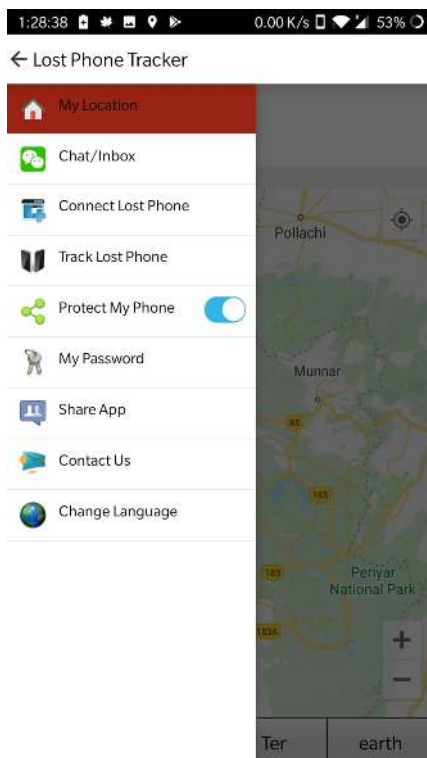 1:28:38 0.00 K/s 53%
← Lost Phone Tracker
My Location
Chat/Inbox
Connect Lost Phone
Track Lost Phone
Protect My Phone
My Password
Share App
Contact Us
Change Language
Pollachi
Munnar
85
185
183
Periyar
National Park
183A
+
−
Ter earth